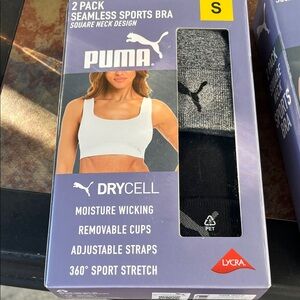 2 PACK
SEAMLESS SPORTS BRA
SQUARE NECK DESIGN
S
PUMA
DRYCELL
MOISTURE WICKING
REMOVABLE CUPS
ADJUSTABLE STRAPS
360° SPORT STRETCH
PET
LYCRA